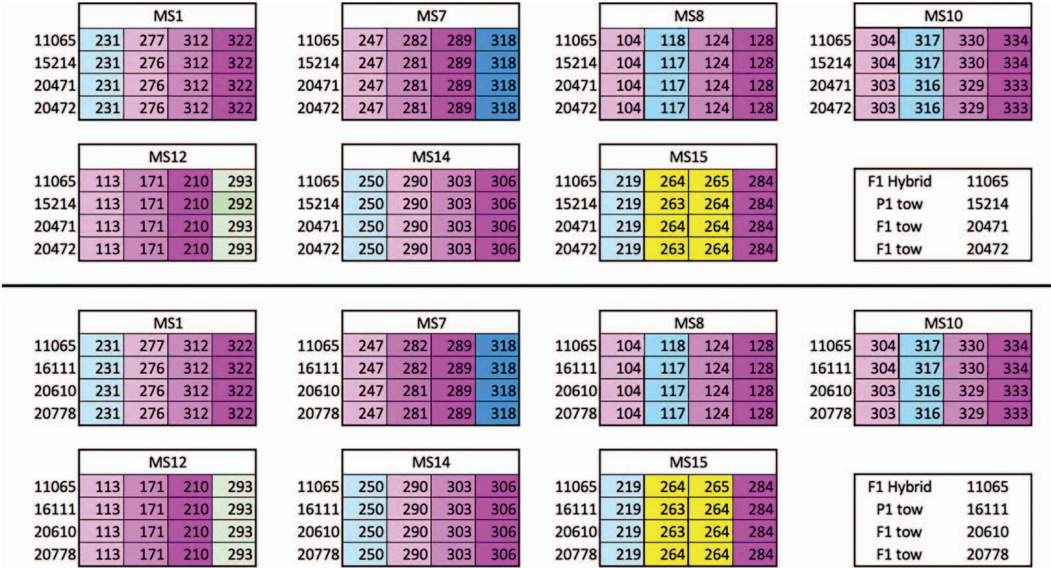 MS1 MS7 MS8 MS10
11065 231 277 312 322 11065 247 282 289 318 11065 104 118 124 128 11065 304 317 330 334
15214 231 276 312 322 15214 247 281 289 318 15214 104 117 124 128 15214 304 317 330 334
20471 231 276 312 322 20471 247 281 289 318 20471 104 117 124 128 20471 303 316 329 333
20472 231 276 312 322 20472 247 281 289 318 20472 104 117 124 128 20472 303 316 329 333
MS12 MS14 MS15
11065 113 171 210 293 11065 250 290 303 306 11065 219 264 265 284 F1 Hybrid 11065
15214 113 171 210 292 15214 250 290 303 306 15214 219 263 264 284 P1 tow 15214
20471 113 171 210 293 20471 250 290 303 306 20471 219 264 264 284 F1 tow 20471
20472 113 171 210 293 20472 250 290 303 306 20472 219 263 264 284 F1 tow 20472
MS1 MS7 MS8 MS10
11065 231 277 312 322 11065 247 282 289 318 11065 104 118 124 128 11065 304 317 330 334
16111 231 276 312 322 16111 247 282 289 318 16111 104 117 124 128 16111 304 317 330 334
20610 231 276 312 322 20610 247 281 289 318 20610 104 117 124 128 20610 303 316 329 333
20778 231 276 312 322 20778 247 281 289 318 20778 104 117 124 128 20778 303 316 329 333
MS12 MS14 MS15
11065 113 171 210 293 11065 250 290 303 306 11065 219 264 265 284 F1 Hybrid 11065
16111 113 171 210 293 16111 250 290 303 306 16111 219 263 264 284 P1 tow 16111
20610 113 171 210 293 20610 250 290 303 306 20610 219 263 264 284 F1 tow 20610
20778 113 171 210 293 20778 250 290 303 306 20778 219 264 264 284 F1 tow 20778